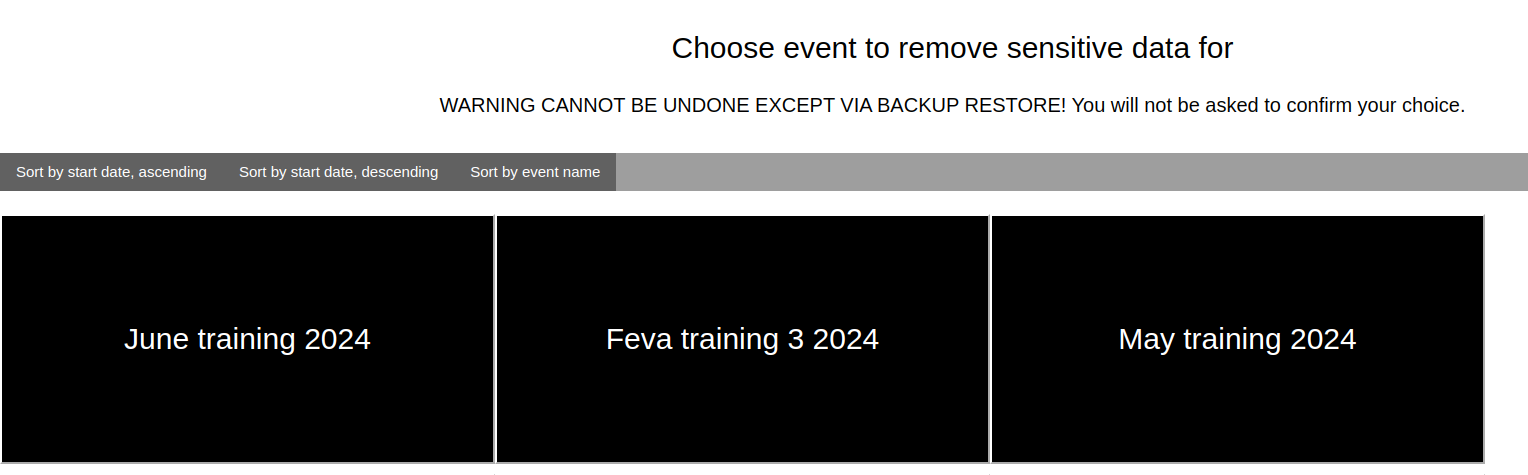 Choose event to remove sensitive data for
WARNING CANNOT BE UNDONE EXCEPT VIA BACKUP RESTORE! You will not be asked to confirm your choice.
Sort by start date, ascending Sort by start date, descending Sort by event name
June training 2024 Feva training 3 2024 May training 2024